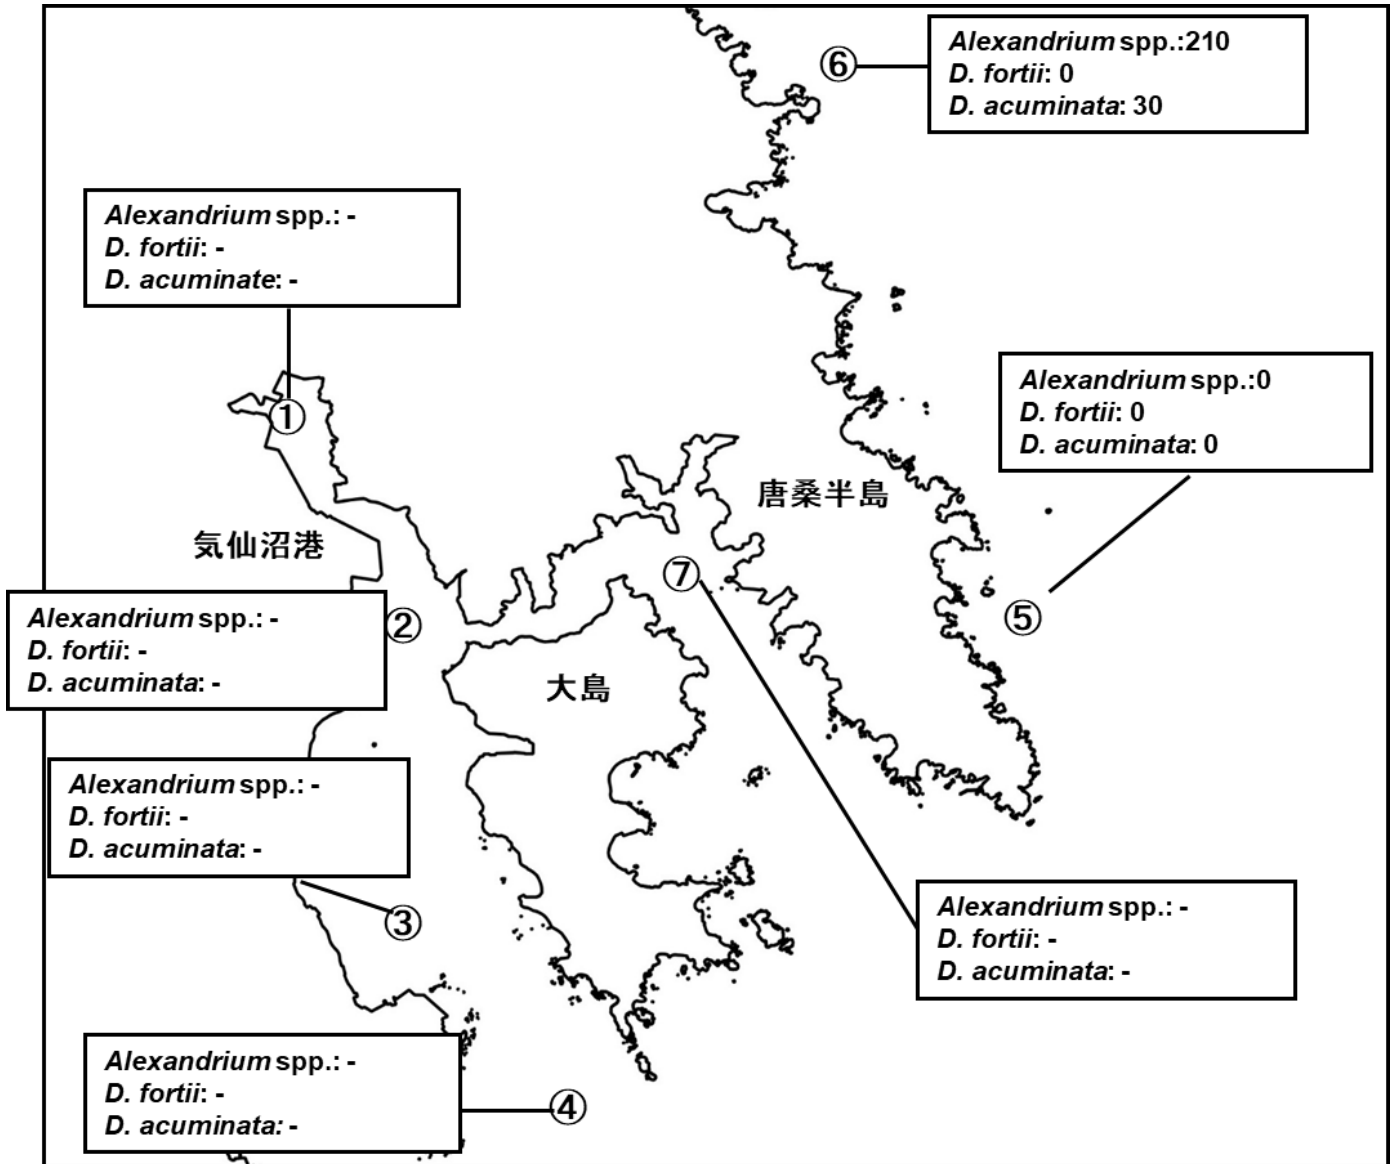 ⑥
Alexandrium spp.:210
D. fortii: 0
D. acuminata: 30
Alexandrium spp.: -
D. fortii: -
D. acuminate: -
①
Alexandrium spp.:0
D. fortii: 0
D. acuminata: 0
唐桑半島
気仙沼港
⑦
⑤
Alexandrium spp.: -
D. fortii: -
D. acuminata: -
②
大島
Alexandrium spp.: -
D. fortii: -
D. acuminata: -
③
Alexandrium spp.: -
D. fortii: -
D. acuminata: -
Alexandrium spp.: -
D. fortii: -
D. acuminata: -
④